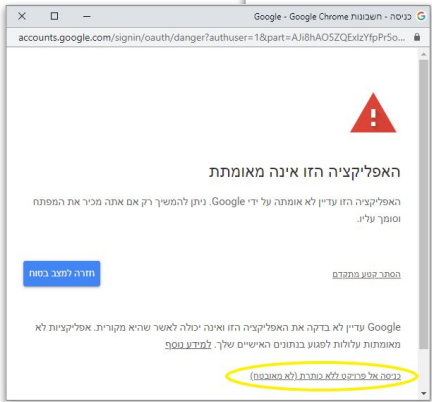 כניסה - חשבונות Google - Google Chrome
accounts.google.com/signin/oauth/danger?authuser=1&part=AJi8hAO5ZQExIzYfpPr5o...
האפליקציה הזו אינה מאומתת
האפליקציה הזו עדיין לא אומתה על ידי Google. ניתן להמשיך רק אם אתה מכיר את המפתח
וסומך עליו.
הסתר קטע מתקדם
חזרה למצב בטוח
Google עדיין לא בדקה את האפליקציה הזו ואינה יכולה לאשר שהיא מקורית. אפליקציות לא
מאומתות עלולות לפגוע בנתונים האישיים שלך. למידע נוסף
כניסה אל פרויקט ללא כותרת (לא מאובטח)